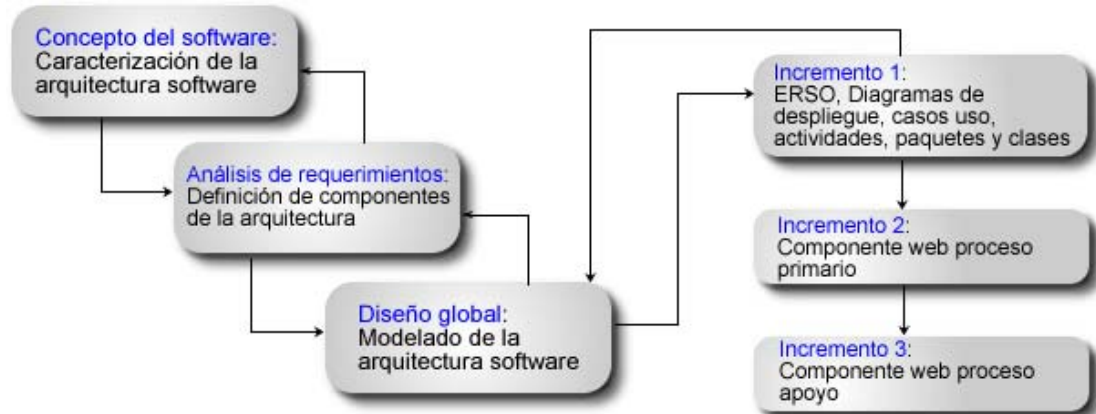 Concepto del software:
Caracterización de la
arquitectura software
Análisis de requerimientos:
Definición de componentes
de la arquitectura
Diseño global:
Modelado de la
arquitectura software
Incremento 1:
ERSO, Diagramas de
despliegue, casos uso,
actividades, paquetes y clases
Incremento 2:
Componente web proceso
primario
Incremento 3:
Componente web proceso
apoyo